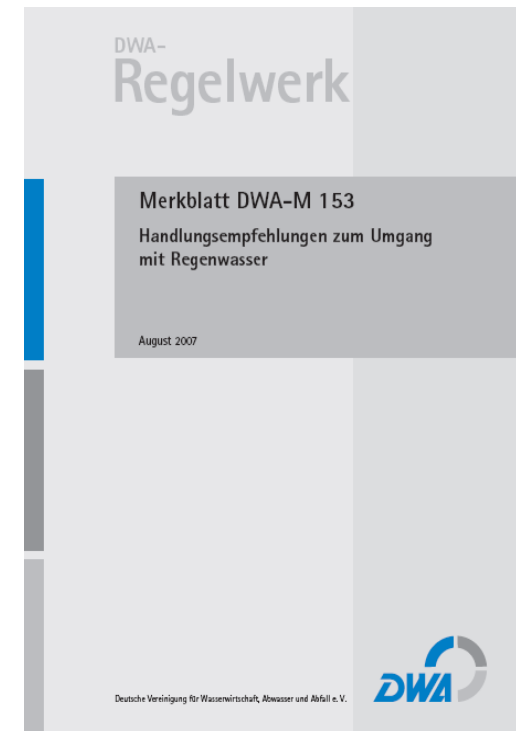 DWA-
Regelwerk
Merkblatt DWA-M 153
Handlungsempfehlungen zum Umgang
mit Regenwasser
August 2007
Deutsche Vereinigung für Wasserwirtschaft, Abwasser und Abfall e. V.
DWA